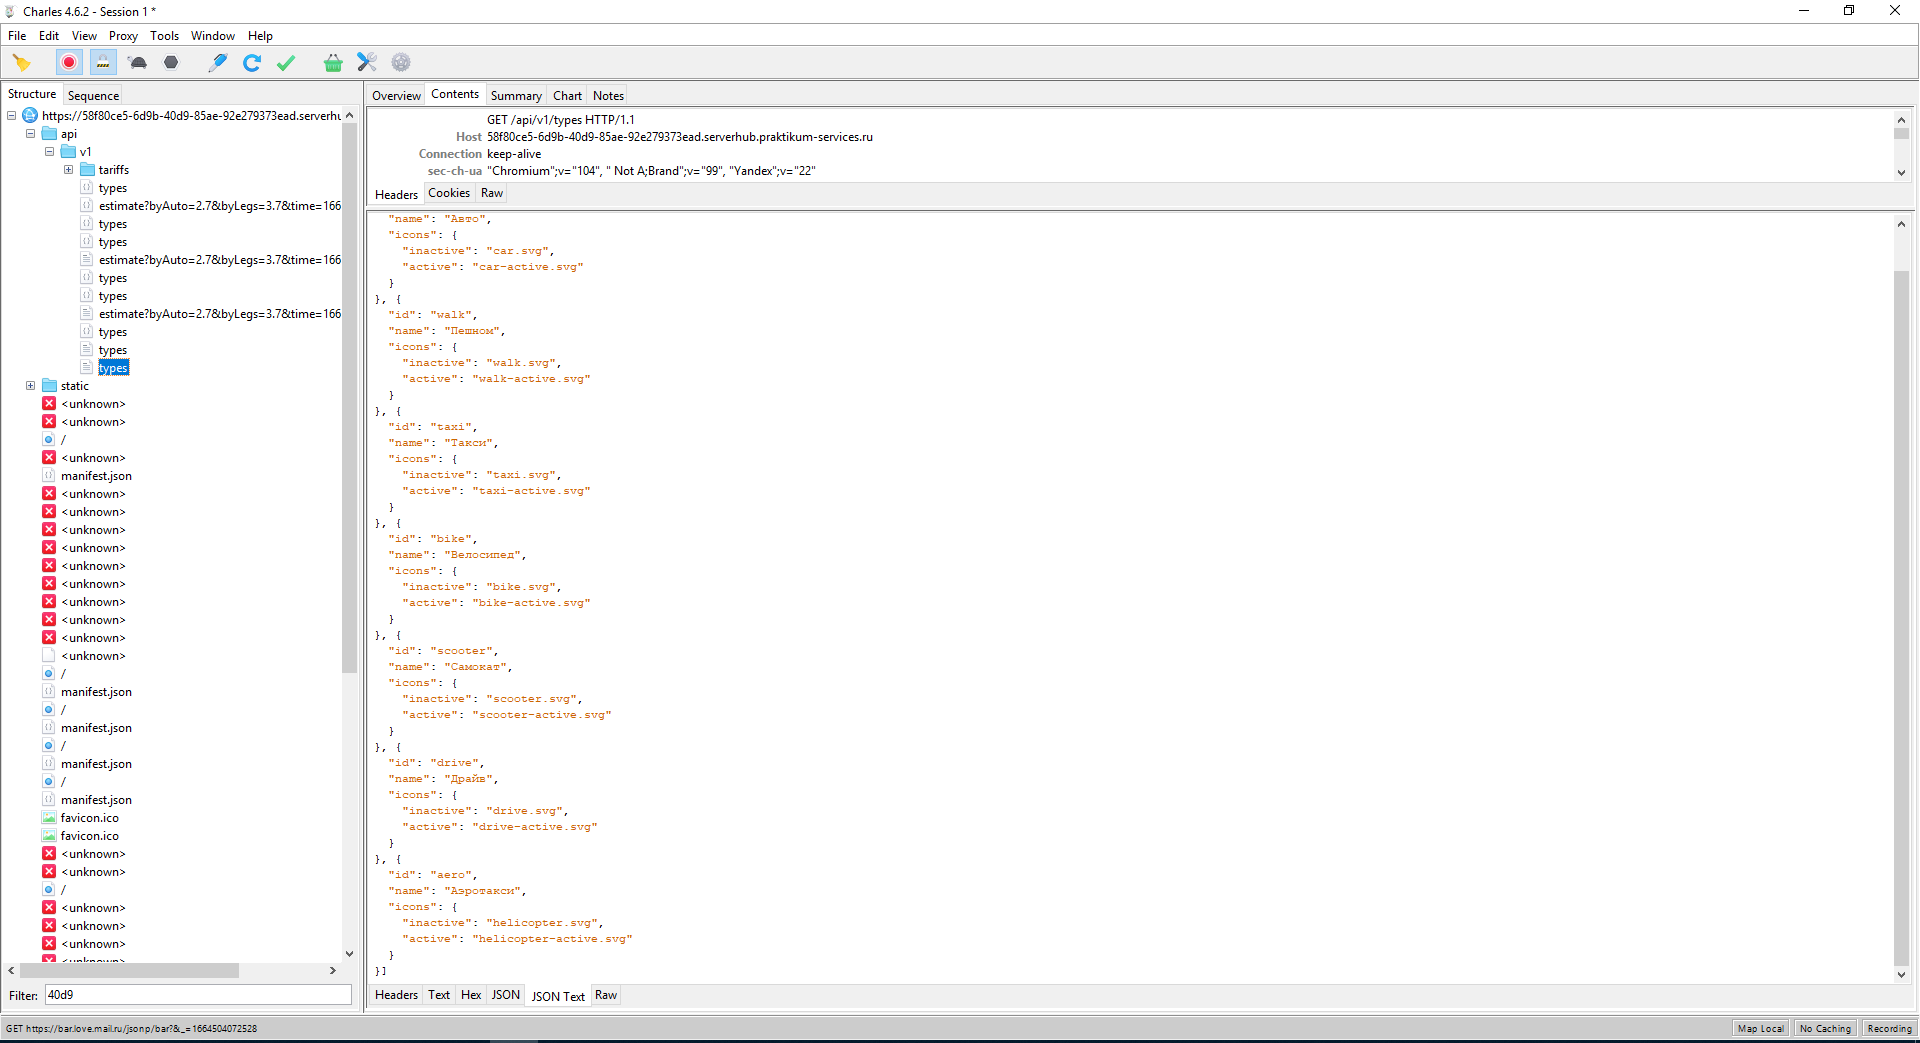 Charles 4.6.2 - Session 1 *
File Edit View Proxy Tools Window Help
Structure Sequence
https://58f80ce5-6d9b-40d9-85ae-92e279373ead.serverhu
api
v1
tariffs
types
estimate?byAuto=2.7&byLegs=3.7&time=166
types
types
estimate?byAuto=2.7&byLegs=3.7&time=166
types
types
estimate?byAuto=2.7&byLegs=3.7&time=166
types
types
types
static
<unknown>
<unknown>
/
<unknown>
manifest.json
<unknown>
<unknown>
<unknown>
<unknown>
<unknown>
<unknown>
<unknown>
<unknown>
<unknown>
<unknown>
/
manifest.json
/
manifest.json
/
manifest.json
/
manifest.json
favicon.ico
favicon.ico
<unknown>
<unknown>
/
<unknown>
<unknown>
<unknown>
<unknown>
Filter: 40d9
Overview Contents Summary Chart Notes
GET /api/v1/types HTTP/1.1
Host 58f80ce5-6d9b-40d9-85ae-92e279373ead.serverhub.praktikum-services.ru
Connection keep-alive
sec-ch-ua "Chromium";v="104", " Not A;Brand";v="99", "Yandex";v="22"
Headers Cookies Raw
"name": "Авто",
"icons": {
"inactive": "car.svg",
"active": "car-active.svg"
}
}, {
"id": "walk",
"name": "Пешком",
"icons": {
"inactive": "walk.svg",
"active": "walk-active.svg"
}
}, {
"id": "taxi",
"name": "Такси",
"icons": {
"inactive": "taxi.svg",
"active": "taxi-active.svg"
}
}, {
"id": "bike",
"name": "Велосипед",
"icons": {
"inactive": "bike.svg",
"active": "bike-active.svg"
}
}, {
"id": "scooter",
"name": "Самокат",
"icons": {
"inactive": "scooter.svg",
"active": "scooter-active.svg"
}
}, {
"id": "drive",
"name": "Драйв",
"icons": {
"inactive": "drive.svg",
"active": "drive-active.svg"
}
}, {
"id": "aero",
"name": "Аэротакси",
"icons": {
"inactive": "helicopter.svg",
"active": "helicopter-active.svg"
}
}]
Headers Text Hex JSON JSON Text Raw
GET https://bar.love.mail.ru/jsonp/bar?&_=1664504072528
Map Local No Caching Recording